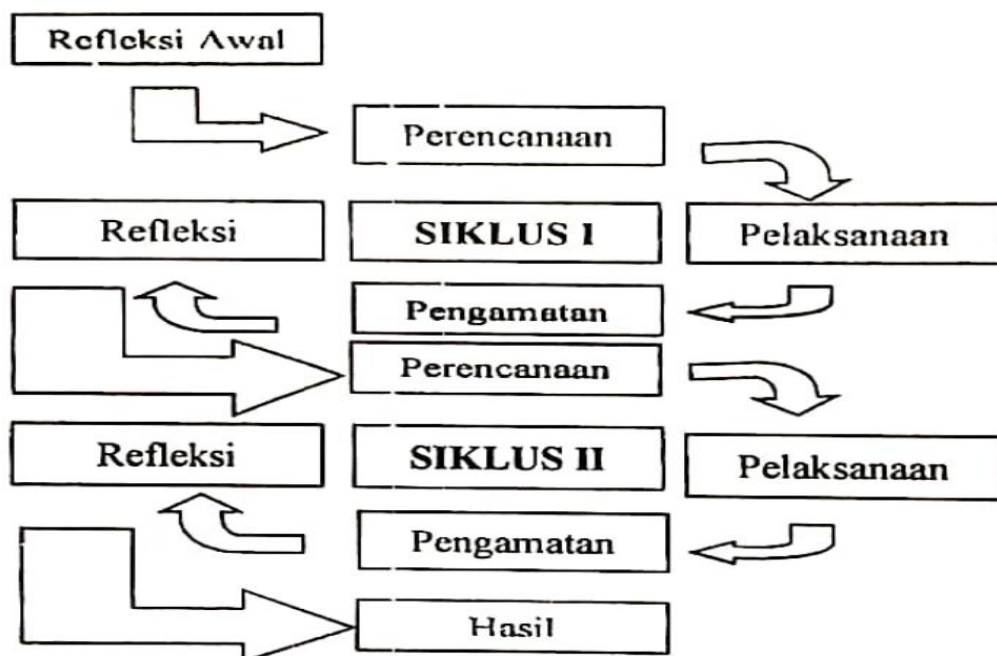 Refleksi Awal
Perencanaan
Refleksi
SIKLUS I
Pelaksanaan
Pengamatan
Perencanaan
Refleksi
SIKLUS II
Pelaksanaan
Pengamatan
Hasil